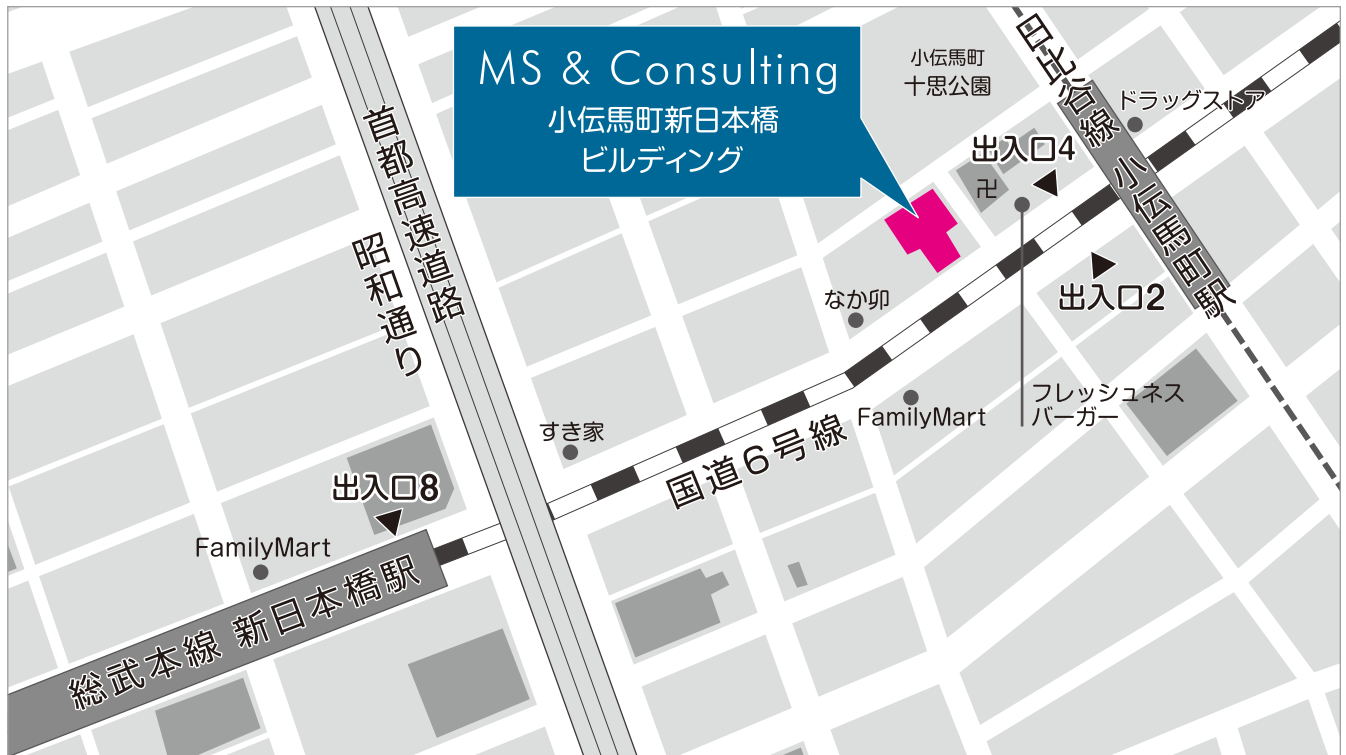 MS & Consulting
小伝馬町新日本橋
ビルディング
小伝馬町
十思公園
日比谷線 小伝馬町駅
ドラッグストア
出入口4
卍
出入口2
首都高速道路
昭和通り
なか卯
フレッシュネス
バーガー
FamilyMart
すき家
国道6号線
出入口8
FamilyMart
総武本線 新日本橋駅